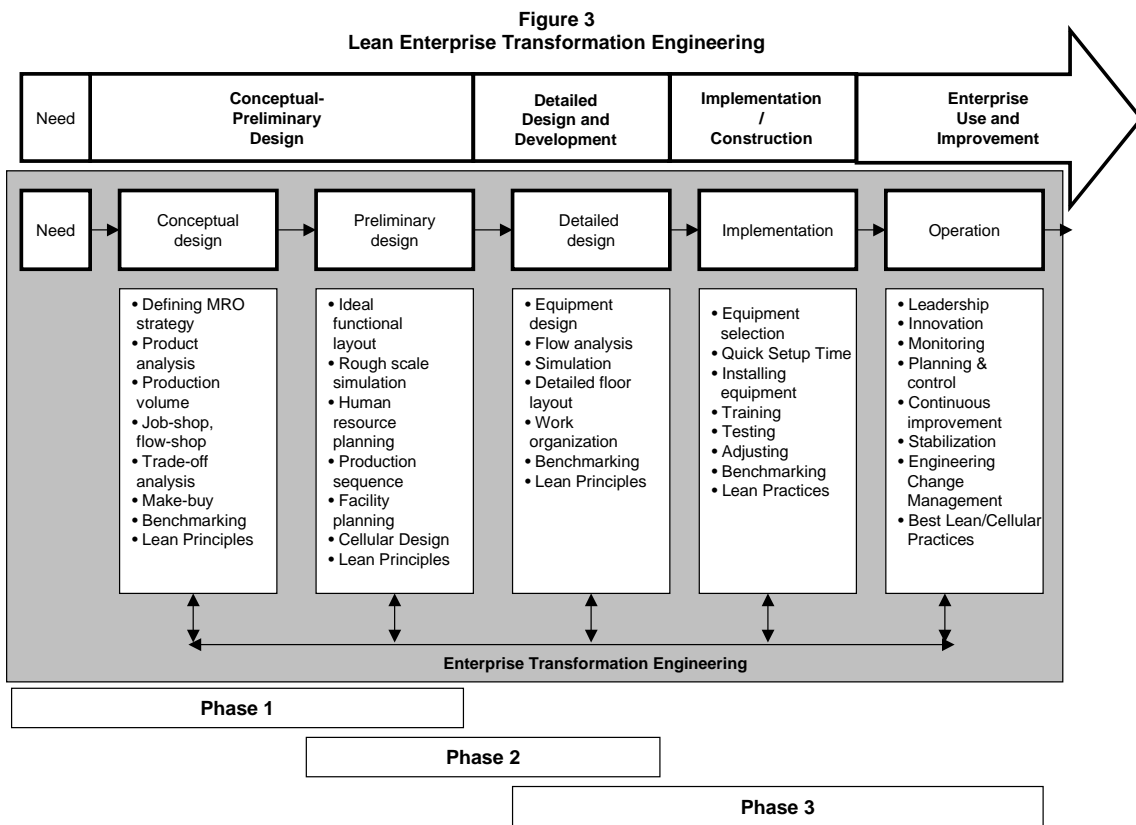 Figure 3
Lean Enterprise Transformation Engineering
Need
Conceptual-
Preliminary
Design
Detailed
Design and
Development
Implementation
/
Construction
Enterprise
Use and
Improvement
Need
Conceptual
design
Preliminary
design
Detailed
design
Implementation
Operation
• Defining MRO
strategy
• Product
analysis
• Production
volume
• Job-shop,
flow-shop
• Trade-off
analysis
• Make-buy
• Benchmarking
• Lean Principles
• Ideal
functional
layout
• Rough scale
simulation
• Human
resource
planning
• Production
sequence
• Facility
planning
• Cellular Design
• Lean Principles
• Equipment
design
• Flow analysis
• Simulation
• Detailed floor
layout
• Work
organization
• Benchmarking
• Lean Principles
• Equipment
selection
• Quick Setup Time
• Installing
equipment
• Training
• Testing
• Adjusting
• Benchmarking
• Lean Practices
• Leadership
• Innovation
• Monitoring
• Planning &
control
• Continuous
improvement
• Stabilization
• Engineering
Change
Management
• Best Lean/Cellular
Practices
Enterprise Transformation Engineering
Phase 1
Phase 2
Phase 3